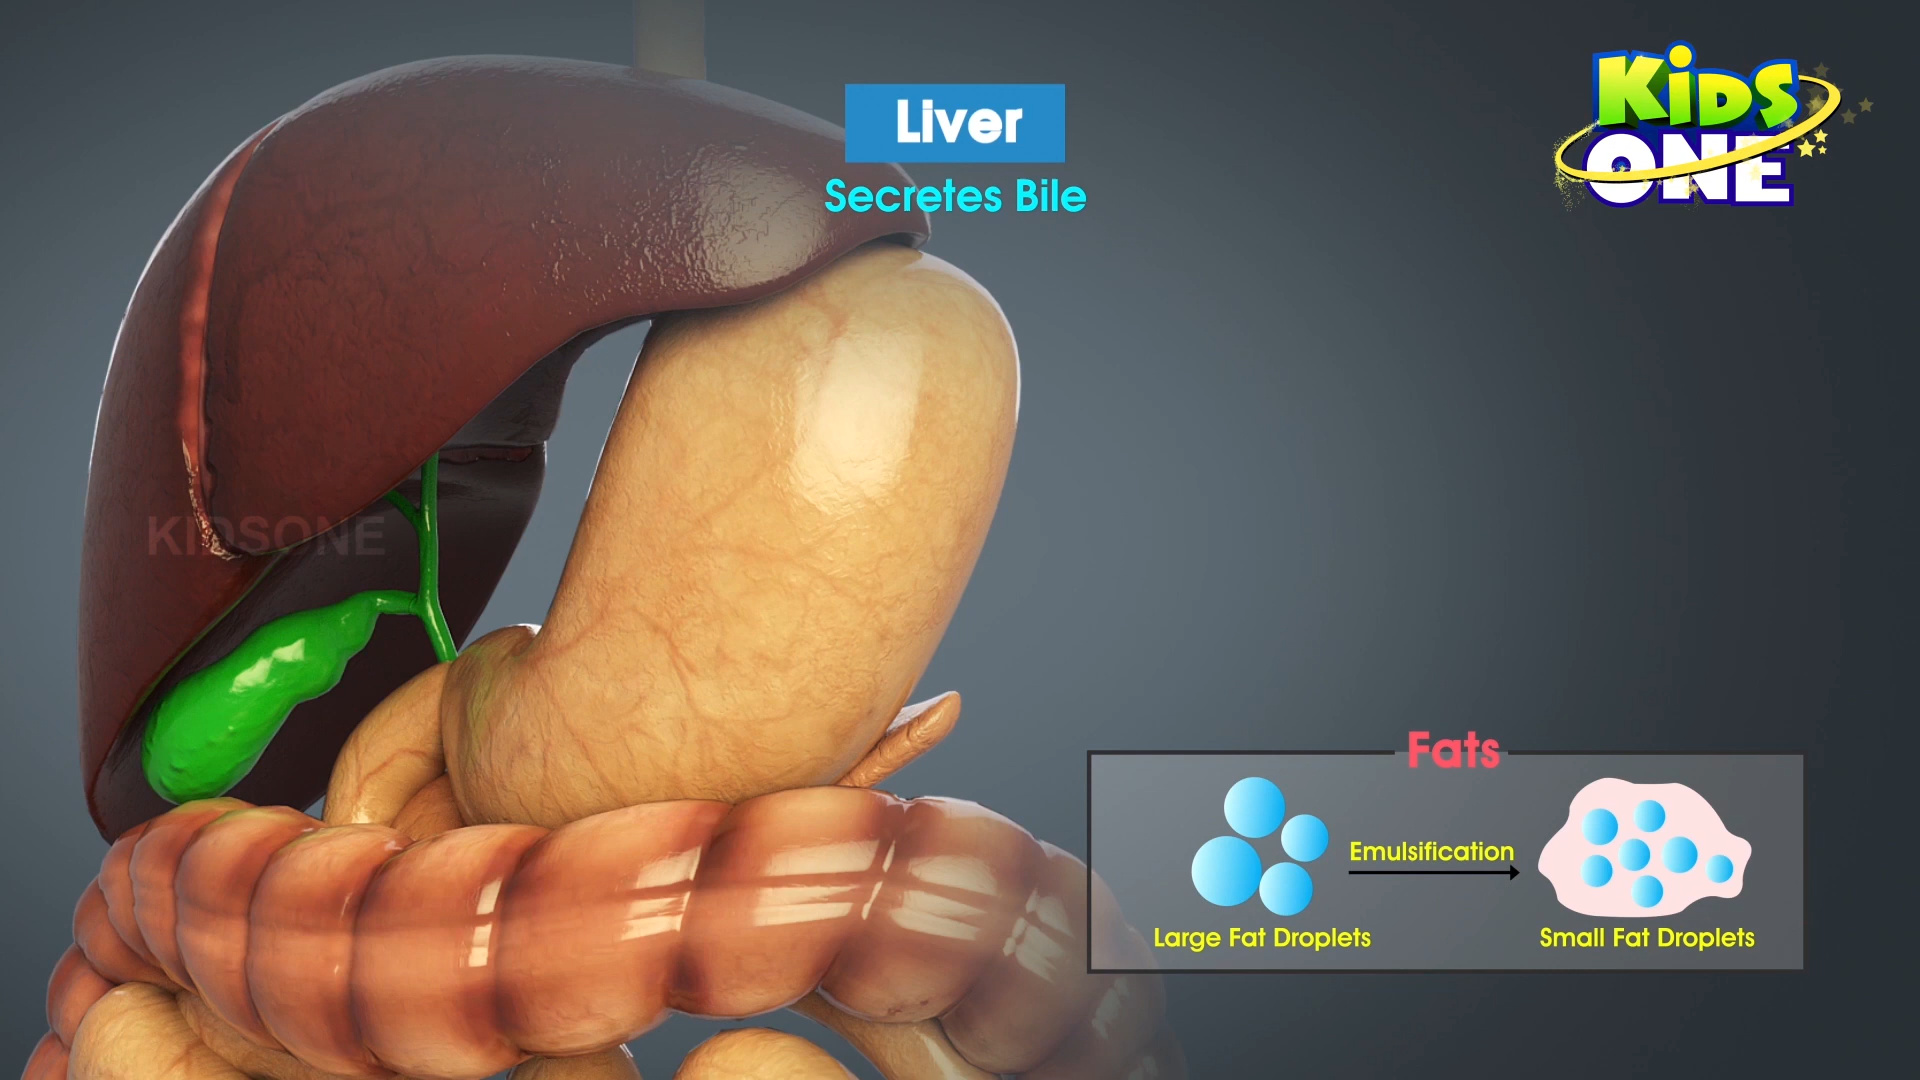 Liver
Secretes Bile
KiDS
ONE
KIDSONE
Fats
Emulsification
Large Fat Droplets
Small Fat Droplets